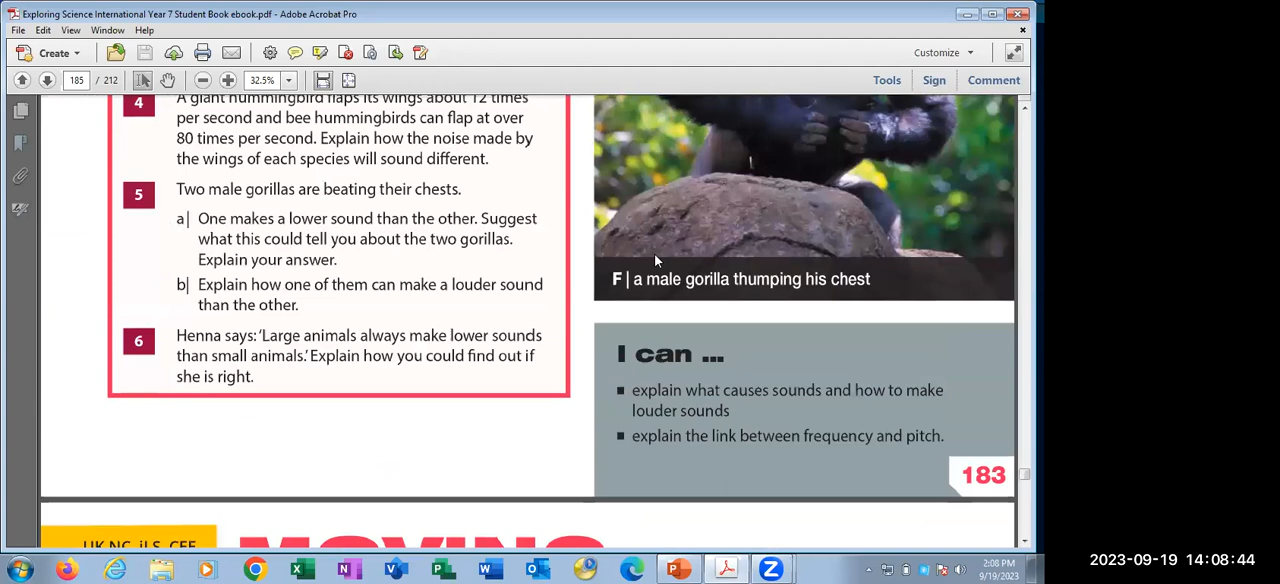 Exploring Science International Year 7 Student Book ebook.pdf - Adobe Acrobat Pro
File Edit View Window Help
Create
Customize
185 / 212
32.5%
Tools Sign Comment
4 A giant hummingbird flaps its wings about 12 times
per second and bee hummingbirds can flap at over
80 times per second. Explain how the noise made by
the wings of each species will sound different.
5 Two male gorillas are beating their chests.
a| One makes a lower sound than the other. Suggest
what this could tell you about the two gorillas.
Explain your answer.
b| Explain how one of them can make a louder sound
than the other.
6 Henna says: 'Large animals always make lower sounds
than small animals.' Explain how you could find out if
she is right.
F | a male gorilla thumping his chest
I can ...
■ explain what causes sounds and how to make
louder sounds
■ explain the link between frequency and pitch.
183
UK NC, iLS, CEE
MOVING
2:08 PM
9/19/2023
2023-09-19 14:08:44